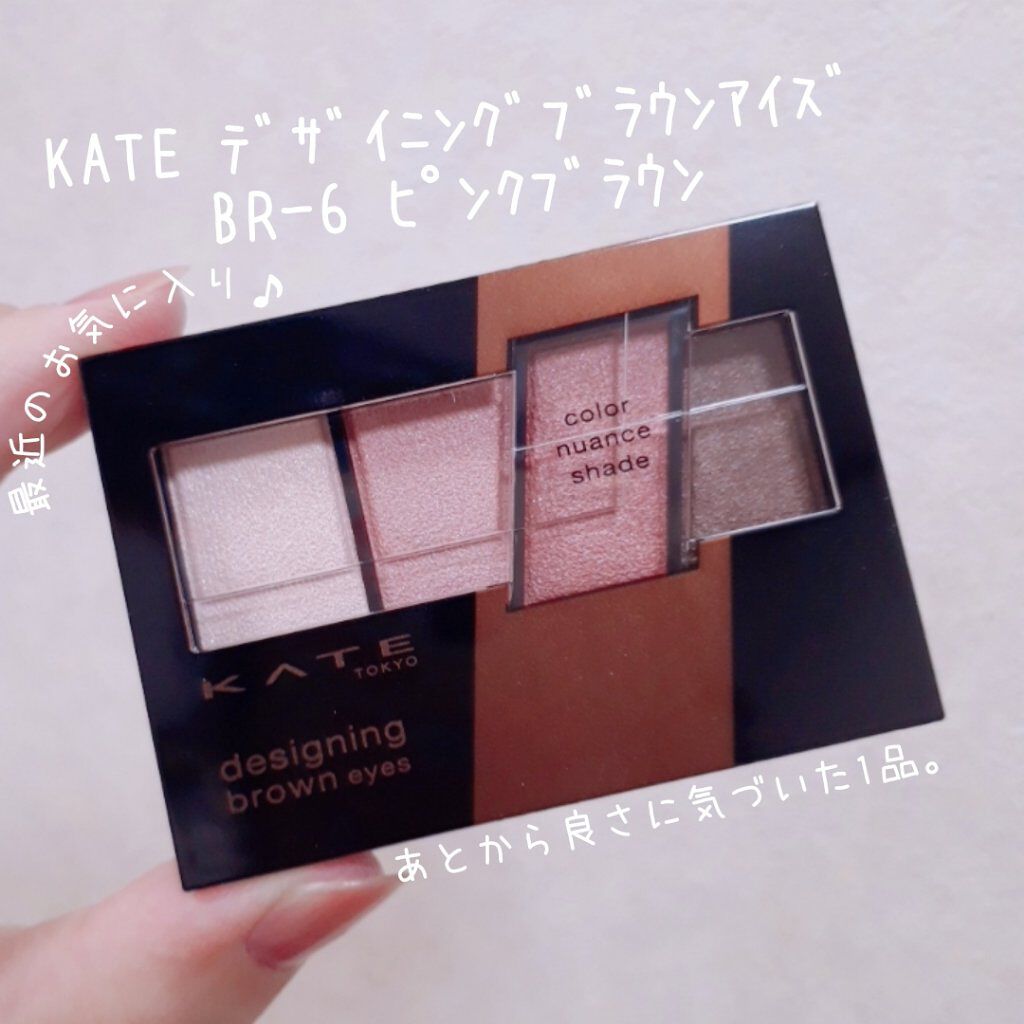 KATE デザイニングブラウンアイズ
BR-6 ピンクブラウン
最近のお気に入り♪
color
nuance
shade
KATE
TOKYO
designing
brown eyes
あとから良さに気づいた1品。